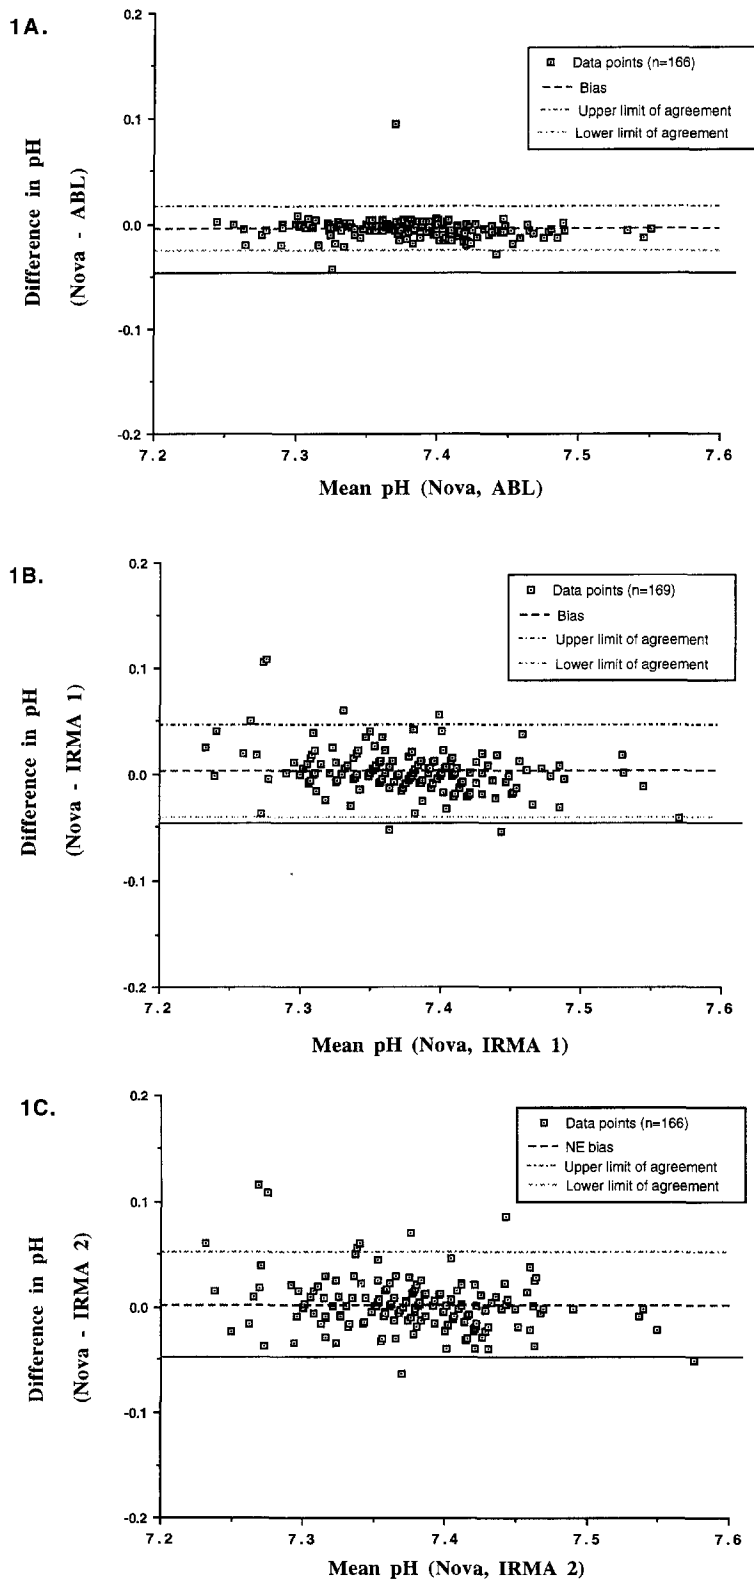 1A.
0.2
0.1
0.0
-0.1
-0.2
Difference in pH
(Nova - ABL)
Data points (n=166)
Bias
Upper limit of agreement
Lower limit of agreement
7.2 7.3 7.4 7.5 7.6
Mean pH (Nova, ABL)
1B.
0.2
0.1
0.0
-0.1
-0.2
Difference in pH
(Nova - IRMA 1)
Data points (n=169)
Bias
Upper limit of agreement
Lower limit of agreement
7.2 7.3 7.4 7.5 7.6
Mean pH (Nova, IRMA 1)
1C.
0.2
0.1
0.0
-0.1
-0.2
Difference in pH
(Nova - IRMA 2)
Data points (n=166)
NE bias
Upper limit of agreement
Lower limit of agreement
7.2 7.3 7.4 7.5 7.6
Mean pH (Nova, IRMA 2)